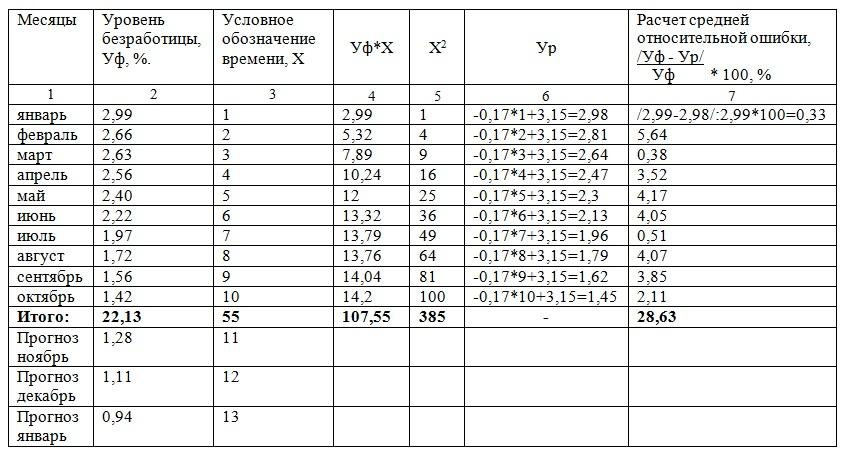 Месяцы Уровень безработицы, Уф, %. Условное обозначение времени, X Уф*X X2 Ур Расчет средней относительной ошибки, /Уф - Ур/ Уф * 100, %
1 2 3 4 5 6 7
январь 2,99 1 2,99 1 -0,17*1+3,15=2,98 /2,99-2,98/:2,99*100=0,33
февраль 2,66 2 5,32 4 -0,17*2+3,15=2,81 5,64
март 2,63 3 7,89 9 -0,17*3+3,15=2,64 0,38
апрель 2,56 4 10,24 16 -0,17*4+3,15=2,47 3,52
май 2,40 5 12 25 -0,17*5+3,15=2,3 4,17
июнь 2,22 6 13,32 36 -0,17*6+3,15=2,13 4,05
июль 1,97 7 13,79 49 -0,17*7+3,15=1,96 0,51
август 1,72 8 13,76 64 -0,17*8+3,15=1,79 4,07
сентябрь 1,56 9 14,04 81 -0,17*9+3,15=1,62 3,85
октябрь 1,42 10 14,2 100 -0,17*10+3,15=1,45 2,11
Итого: 22,13 55 107,55 385 - 28,63
Прогноз ноябрь 1,28 11
Прогноз декабрь 1,11 12
Прогноз январь 0,94 13